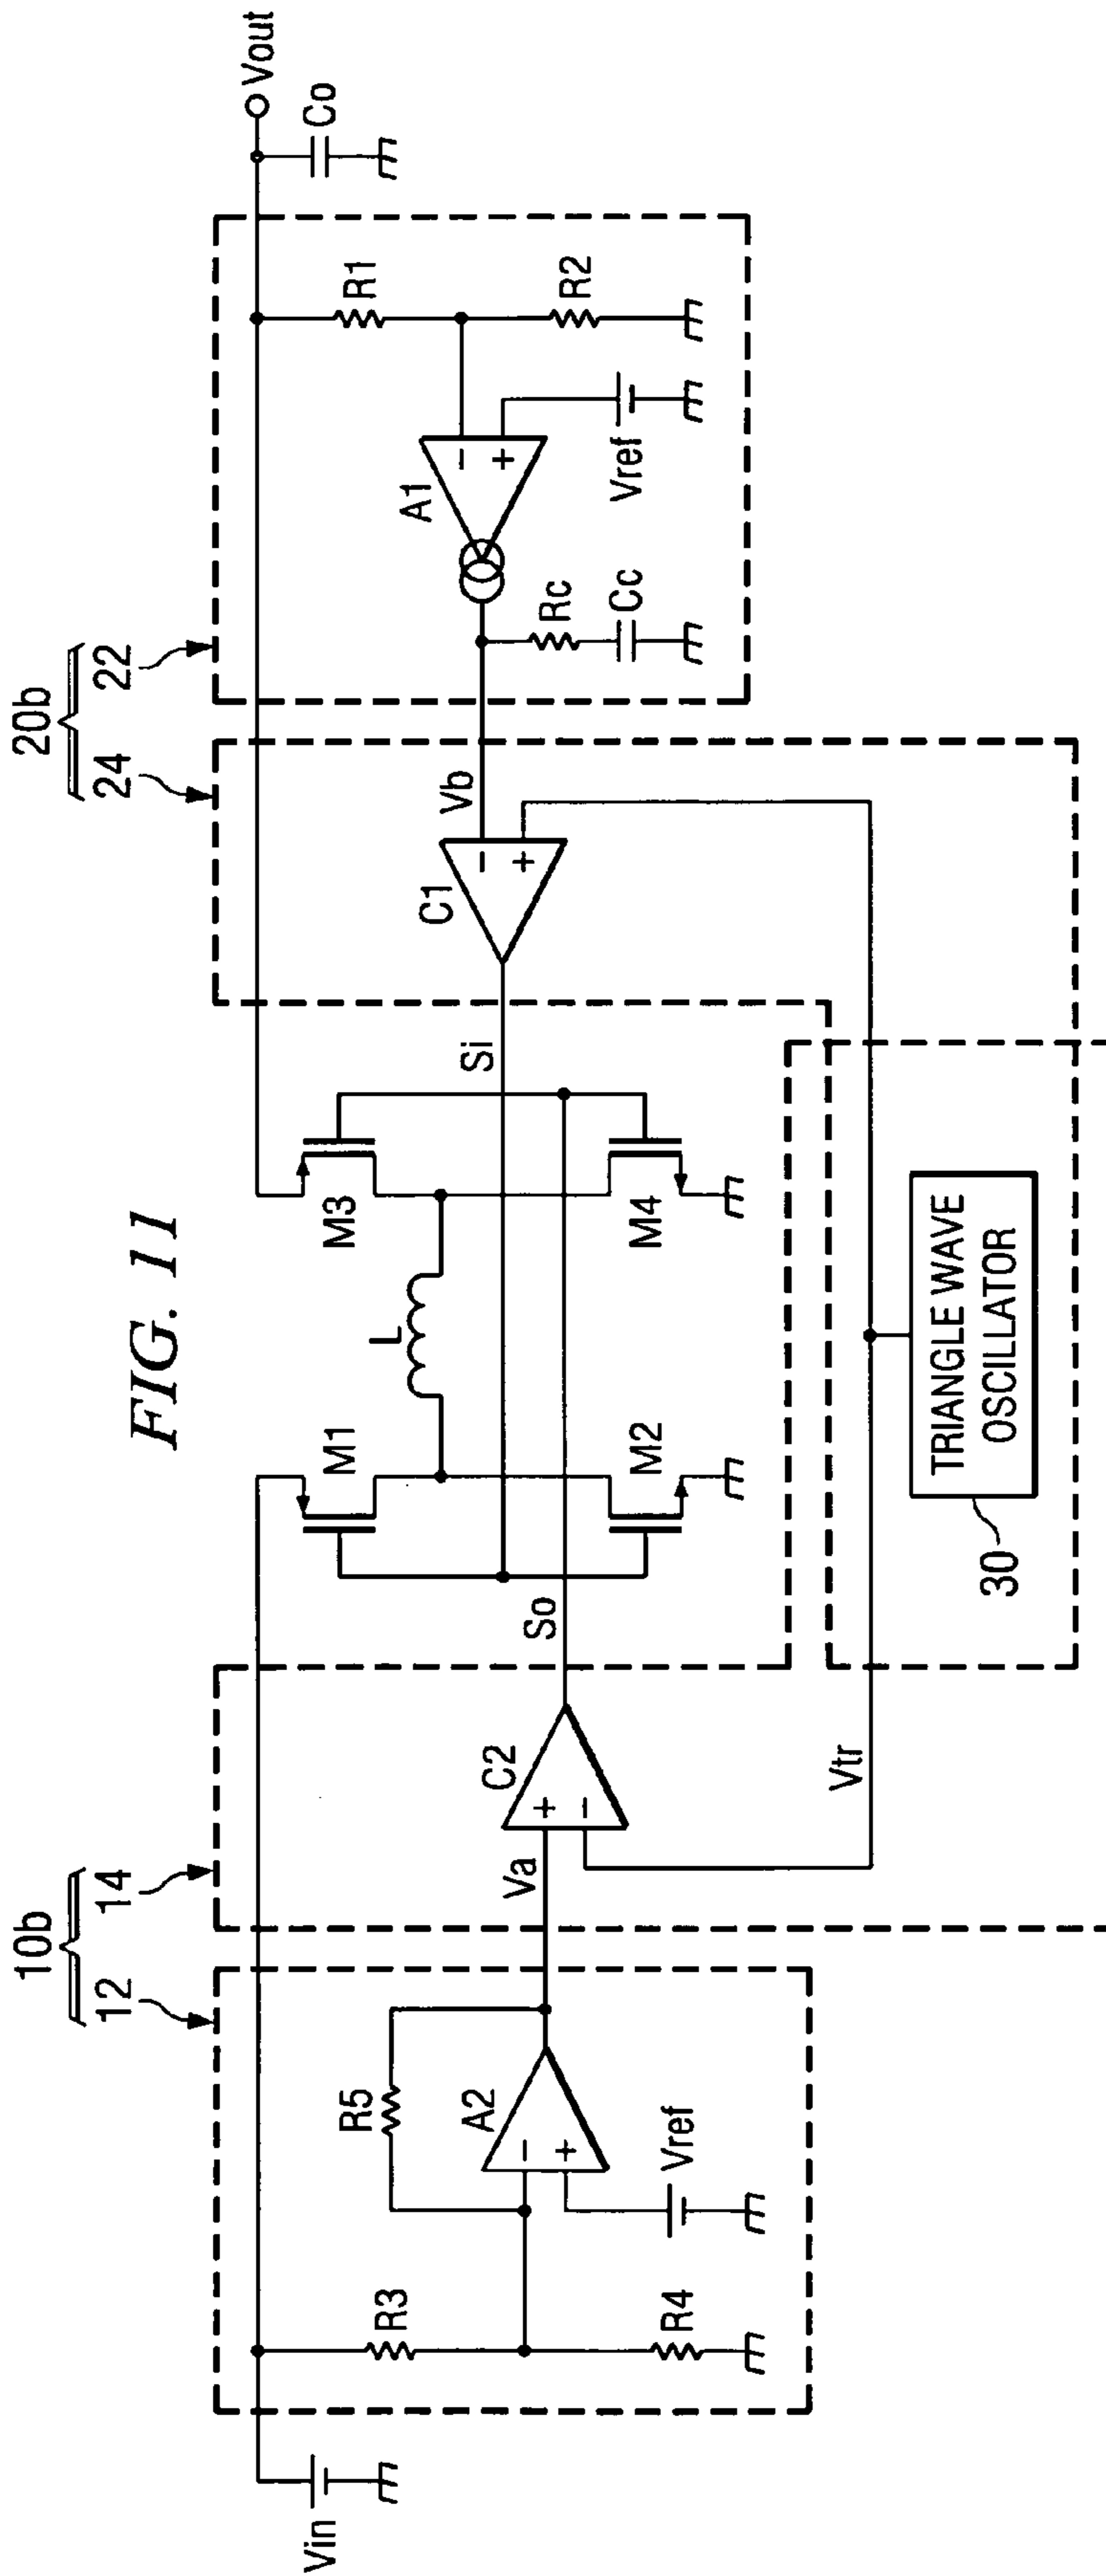 FIG. 11
10b
12
14
20b
24
22
Vin
R3
R4
R5
A2
−
+
Vref
Va
C2
+
−
So
Vtr
M1
M2
L
M3
M4
Si
C1
−
+
Vb
Rc
Cc
A1
−
+
Vref
R1
R2
Co
Vout
30
TRIANGLE WAVE
OSCILLATOR